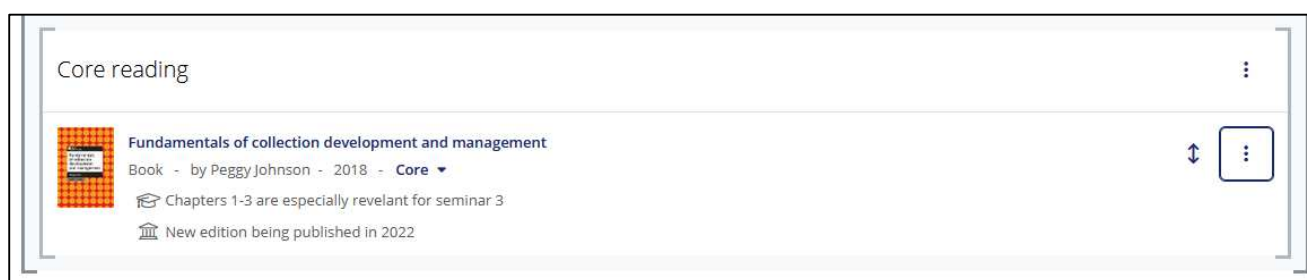 Core reading
Fundamentals of collection development and management
Book - by Peggy Johnson - 2018 - Core
Chapters 1-3 are especially revelant for seminar 3
New edition being published in 2022